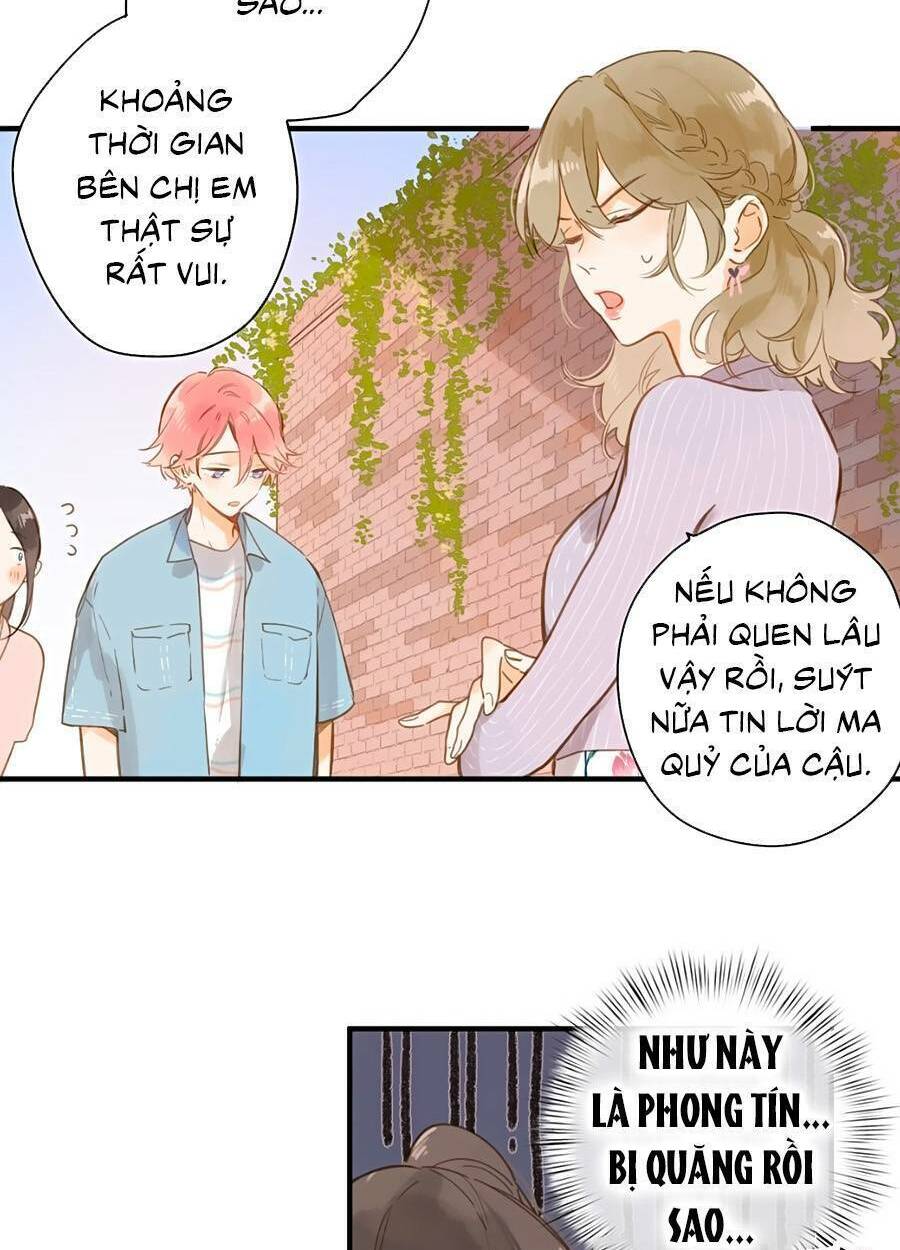 SAO...
KHOẢNG
THỜI GIAN
BÊN CHỊ EM
THẬT SỰ
RẤT VUI.
NẾU KHÔNG
PHẢI QUEN LÂU
VẬY RỒI, SUÝT
NỮA TIN LỜI MA
QUỶ CỦA CẬU.
NHƯ NÀY
LÀ PHONG TÍN...
BỊ QUĂNG RỒI
SAO...